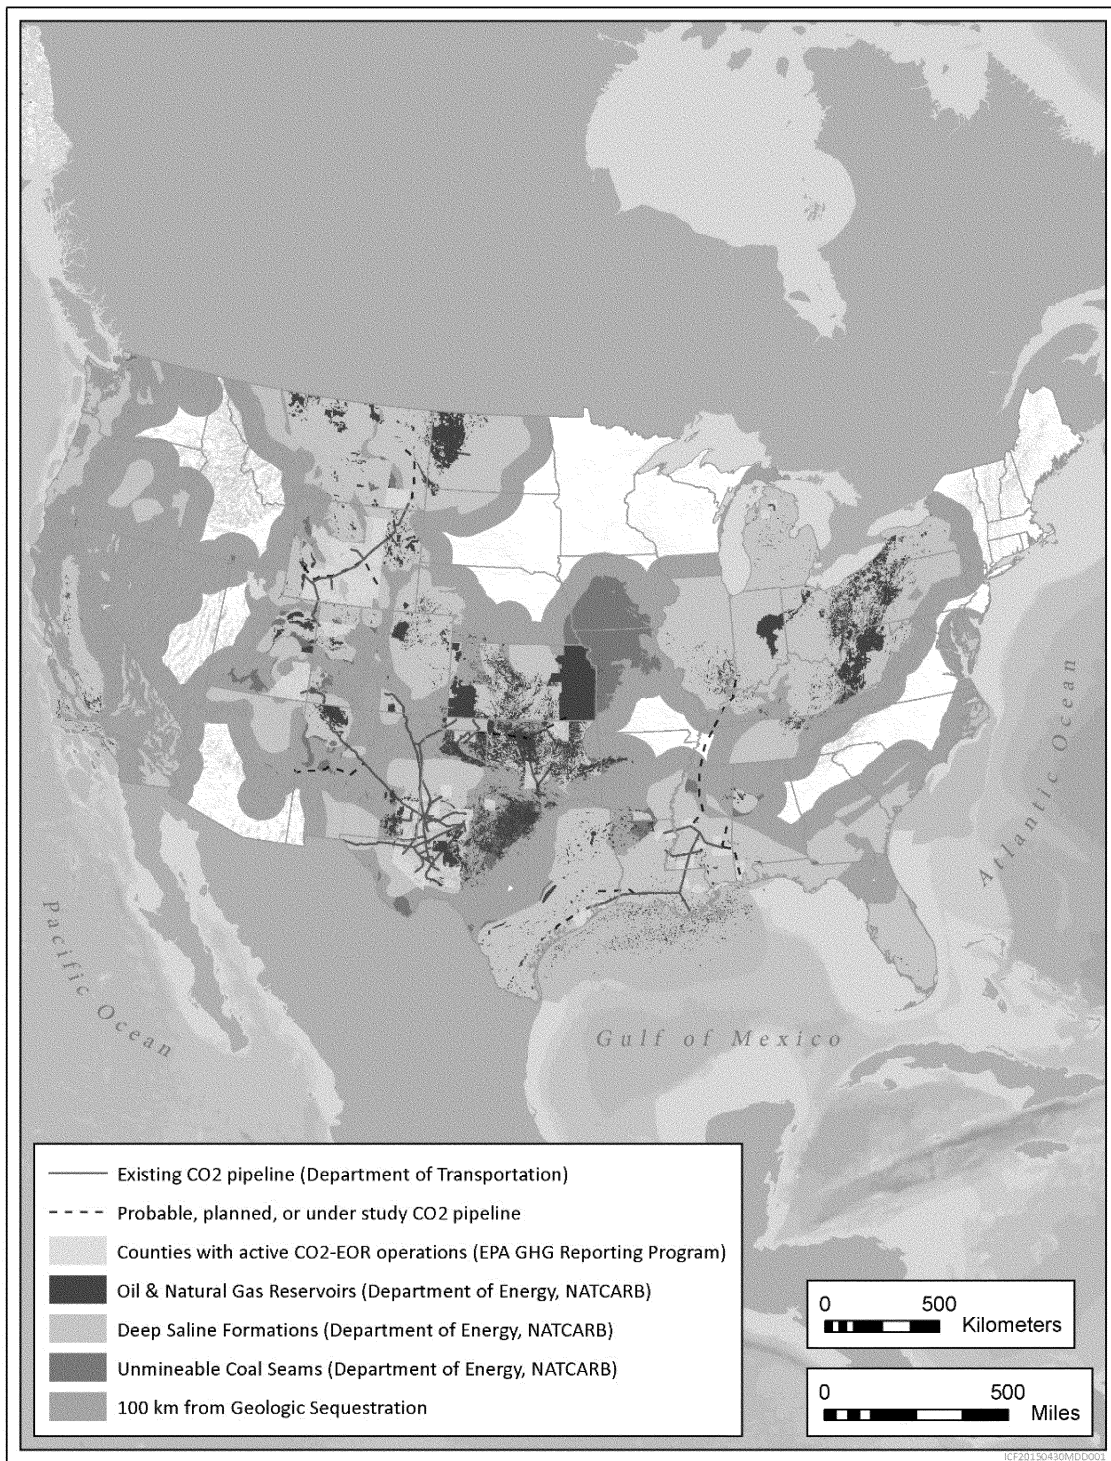 Pacific Ocean
Atlantic Ocean
Gulf of Mexico
Existing CO2 pipeline (Department of Transportation)
Probable, planned, or under study CO2 pipeline
Counties with active CO2-EOR operations (EPA GHG Reporting Program)
Oil & Natural Gas Reservoirs (Department of Energy, NATCARB)
Deep Saline Formations (Department of Energy, NATCARB)
Unmineable Coal Seams (Department of Energy, NATCARB)
100 km from Geologic Sequestration
0 500
Kilometers
0 500
Miles
ICF20150430MDD001